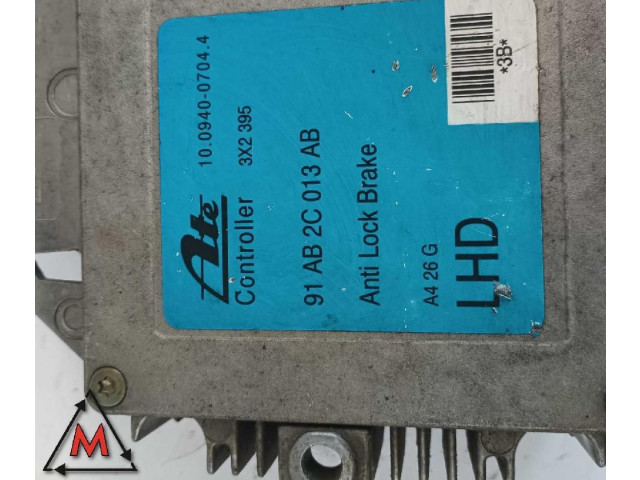 Ate 10.0940-0704.4
Controller 3X2 395
91 AB 2C 013 AB
Anti Lock Brake
A4 26 G
LHD
*3B*
M